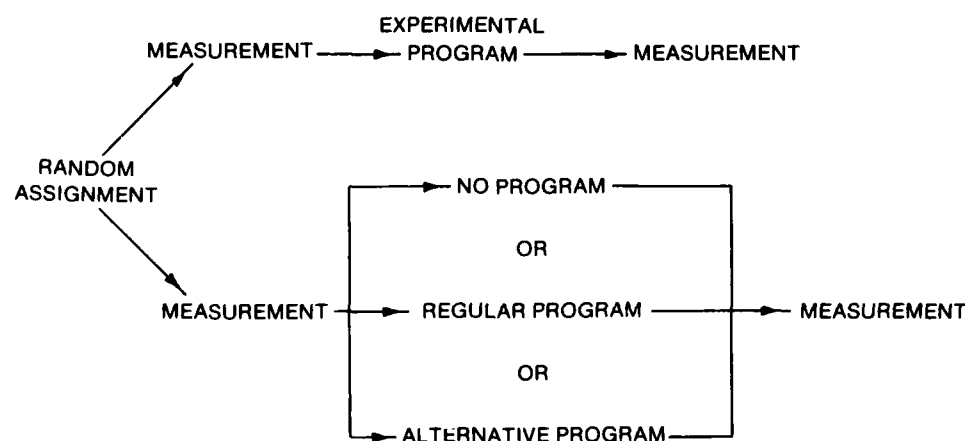 EXPERIMENTAL
MEASUREMENT PROGRAM MEASUREMENT
RANDOM
ASSIGNMENT
NO PROGRAM
OR
MEASUREMENT REGULAR PROGRAM MEASUREMENT
OR
ALTERNATIVE PROGRAM